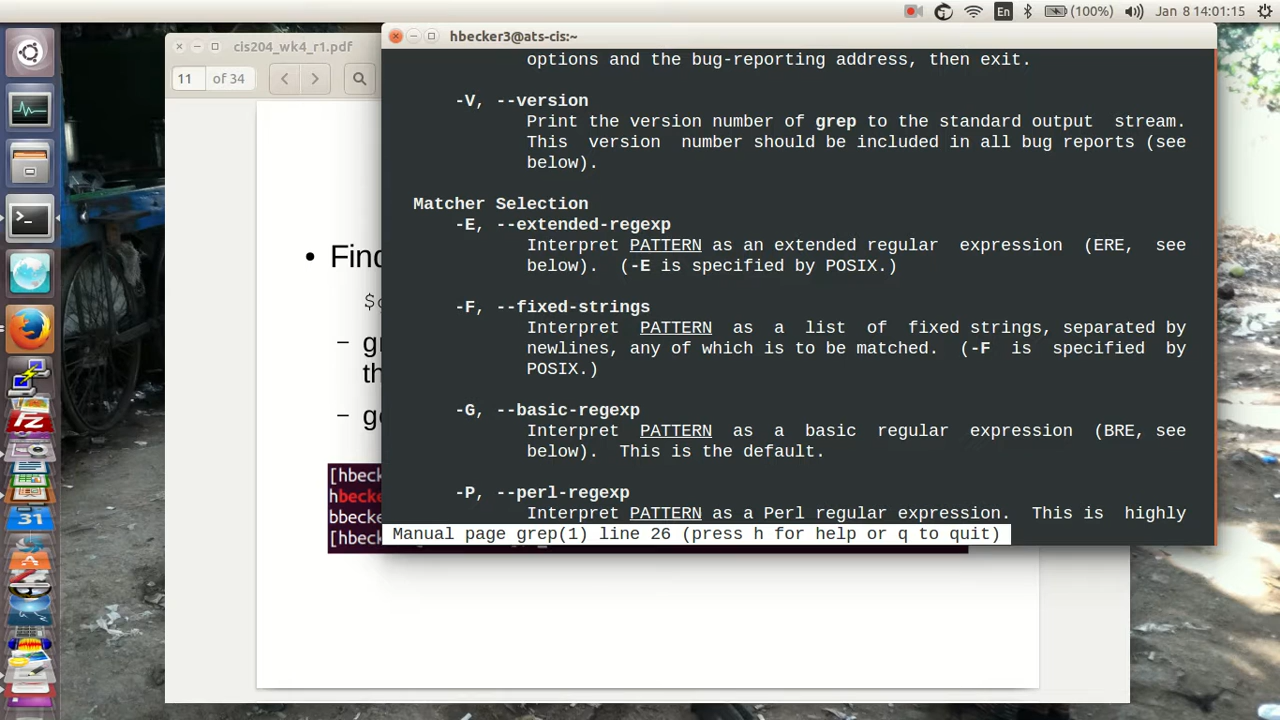 En (100%) Jan 8 14:01:15
cis204_wk4_r1.pdf
11 of 34
hbecker3@ats-cis:~
options and the bug-reporting address, then exit.
-V, --version
Print the version number of grep to the standard output stream.
This version number should be included in all bug reports (see
below).
Matcher Selection
-E, --extended-regexp
Interpret PATTERN as an extended regular expression (ERE, see
below). (-E is specified by POSIX.)
-F, --fixed-strings
Interpret PATTERN as a list of fixed strings, separated by
newlines, any of which is to be matched. (-F is specified by
POSIX.)
-G, --basic-regexp
Interpret PATTERN as a basic regular expression (BRE, see
below). This is the default.
-P, --perl-regexp
Interpret PATTERN as a Perl regular expression. This is highly
Manual page grep(1) line 26 (press h for help or q to quit)
• Find
$
– g
th
– g
[hbeck
hbecke
bbecke
[hbeck
31